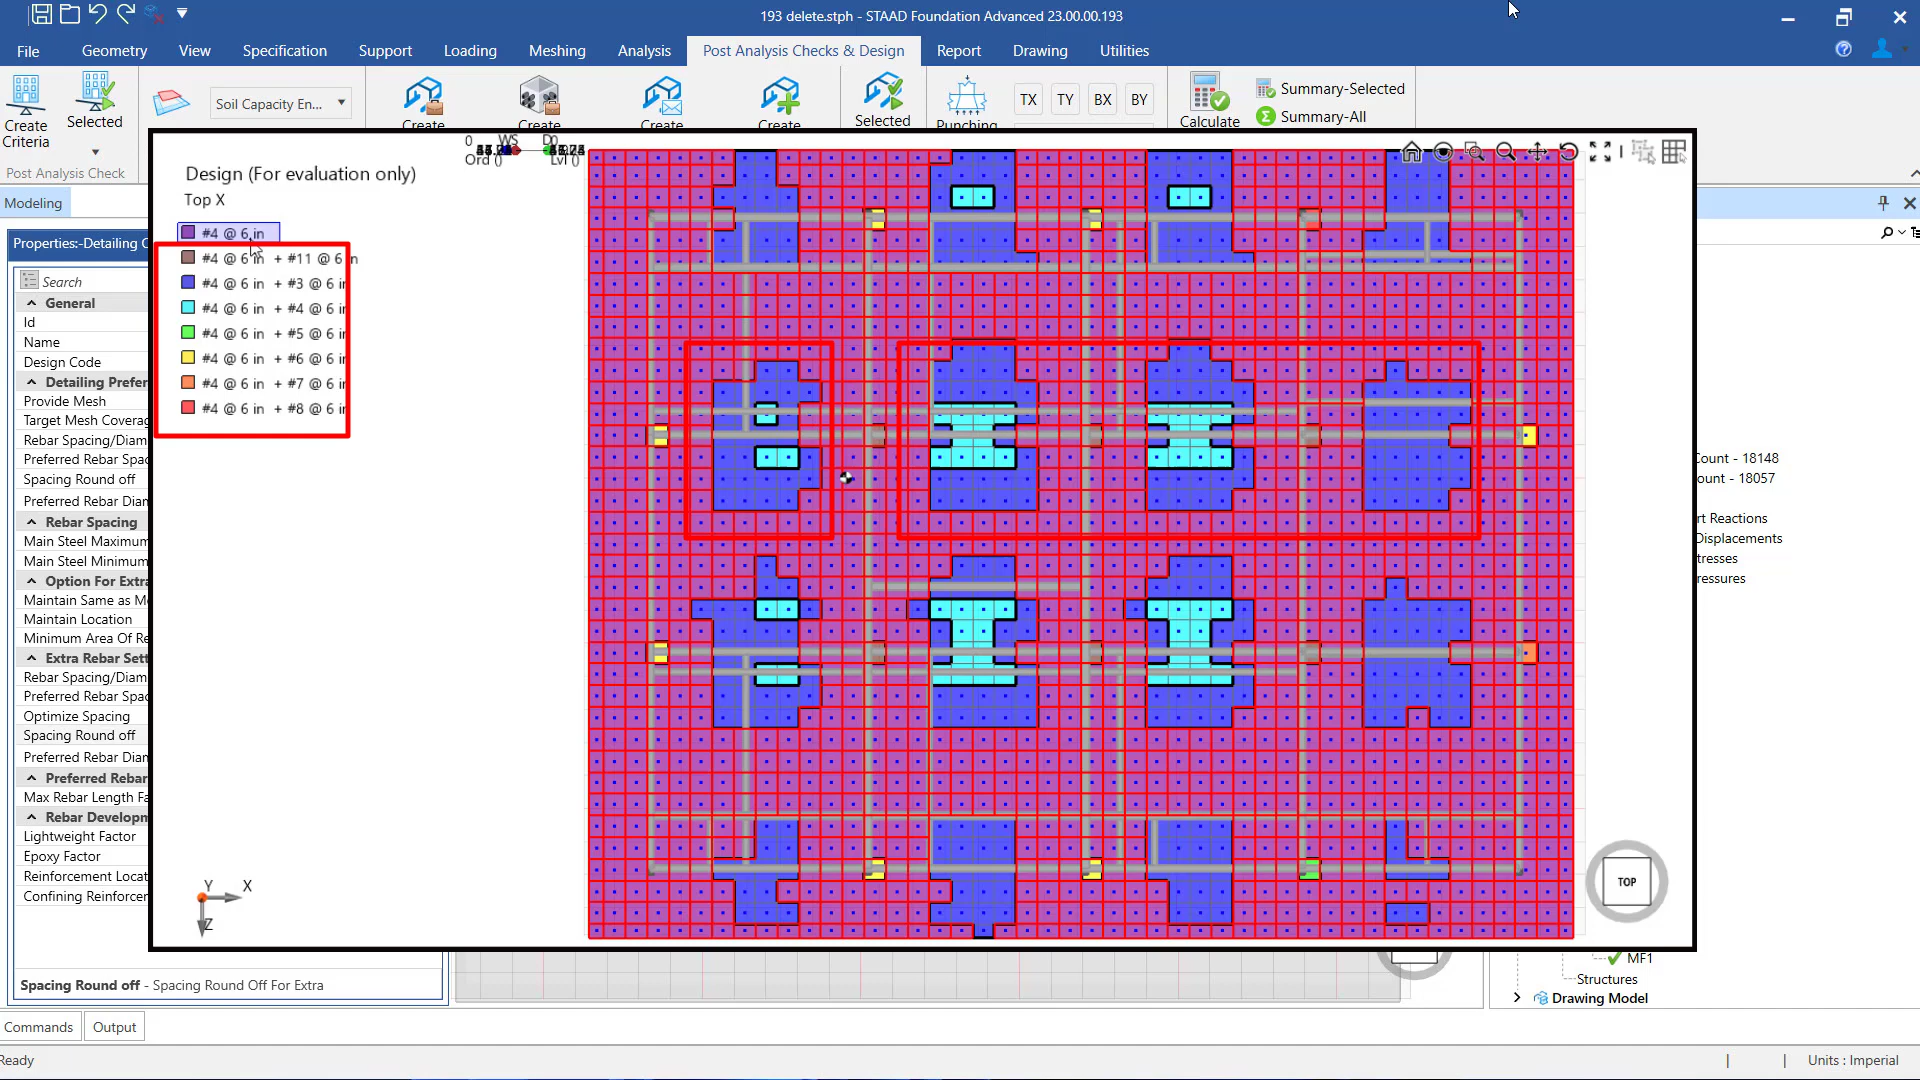 193 delete.stph - STAAD Foundation Advanced 23.00.00.193
File Geometry View Specification Support Loading Meshing Analysis Post Analysis Checks & Design Report Drawing Utilities
Create Criteria
Selected
Soil Capacity En...
Create
Create
Create
Create
Selected
Punching
TX TY BX BY
Calculate
Summary-Selected
Summary-All
Post Analysis Check
Modeling
Properties:-Detailing C
Search
General
Id
Name
Design Code
Detailing Prefer
Provide Mesh
Target Mesh Coverag
Rebar Spacing/Diam
Preferred Rebar Spac
Spacing Round off
Preferred Rebar Dian
Rebar Spacing
Main Steel Maximum
Main Steel Minimum
Option For Extra
Maintain Same as M
Maintain Location
Minimum Area Of Re
Extra Rebar Sett
Rebar Spacing/Diam
Preferred Rebar Spac
Optimize Spacing
Spacing Round off
Preferred Rebar Diar
Preferred Rebar
Max Rebar Length Fa
Rebar Developm
Lightweight Factor
Epoxy Factor
Reinforcement Locat
Confining Reinforcer
Spacing Round off - Spacing Round Off For Extra
Design (For evaluation only)
Top X
#4 @ 6 in
#4 @ 6 in + #11 @ 6 in
#4 @ 6 in + #3 @ 6 in
#4 @ 6 in + #4 @ 6 in
#4 @ 6 in + #5 @ 6 in
#4 @ 6 in + #6 @ 6 in
#4 @ 6 in + #7 @ 6 in
#4 @ 6 in + #8 @ 6 in
0 WS D0
Ord () Lvl ()
Y X
Z
TOP
Count - 18148
ount - 18057
rt Reactions
Displacements
tresses
ressures
MF1
Structures
Drawing Model
Commands Output
Ready
Units : Imperial